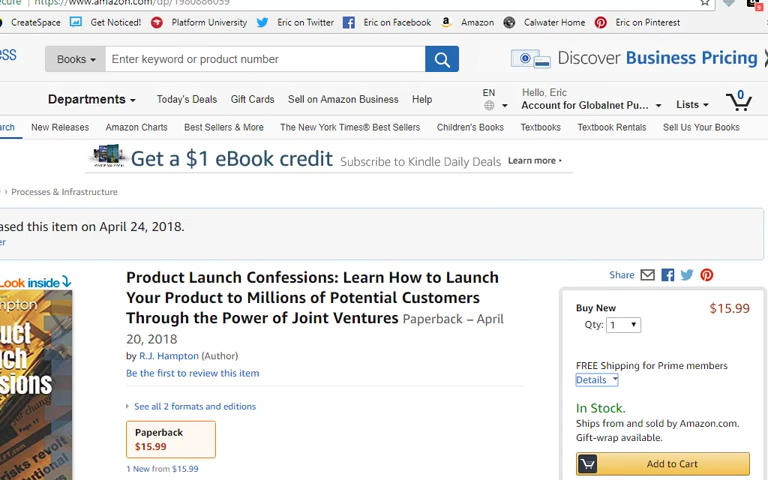 https://www.amazon.com/dp/1980886059
CreateSpace Get Noticed! Platform University Eric on Twitter Eric on Facebook Amazon Calwater Home Eric on Pinterest
Books Enter keyword or product number
Discover Business Pricing
Departments Today's Deals Gift Cards Sell on Amazon Business Help
EN
Hello, Eric
Account for Globalnet Pu... Lists
0
New Releases Amazon Charts Best Sellers & More The New York Times® Best Sellers Children's Books Textbooks Textbook Rentals Sell Us Your Books
Get a $1 eBook credit Subscribe to Kindle Daily Deals Learn more ›
› Processes & Infrastructure
ased this item on April 24, 2018.
Look inside
Product Launch Confessions: Learn How to Launch
Your Product to Millions of Potential Customers
Through the Power of Joint Ventures Paperback – April
20, 2018
by R.J. Hampton (Author)
Be the first to review this item
See all 2 formats and editions
Paperback
$15.99
1 New from $15.99
Share
Buy New $15.99
Qty: 1
FREE Shipping for Prime members
Details
In Stock.
Ships from and sold by Amazon.com.
Gift-wrap available.
Add to Cart